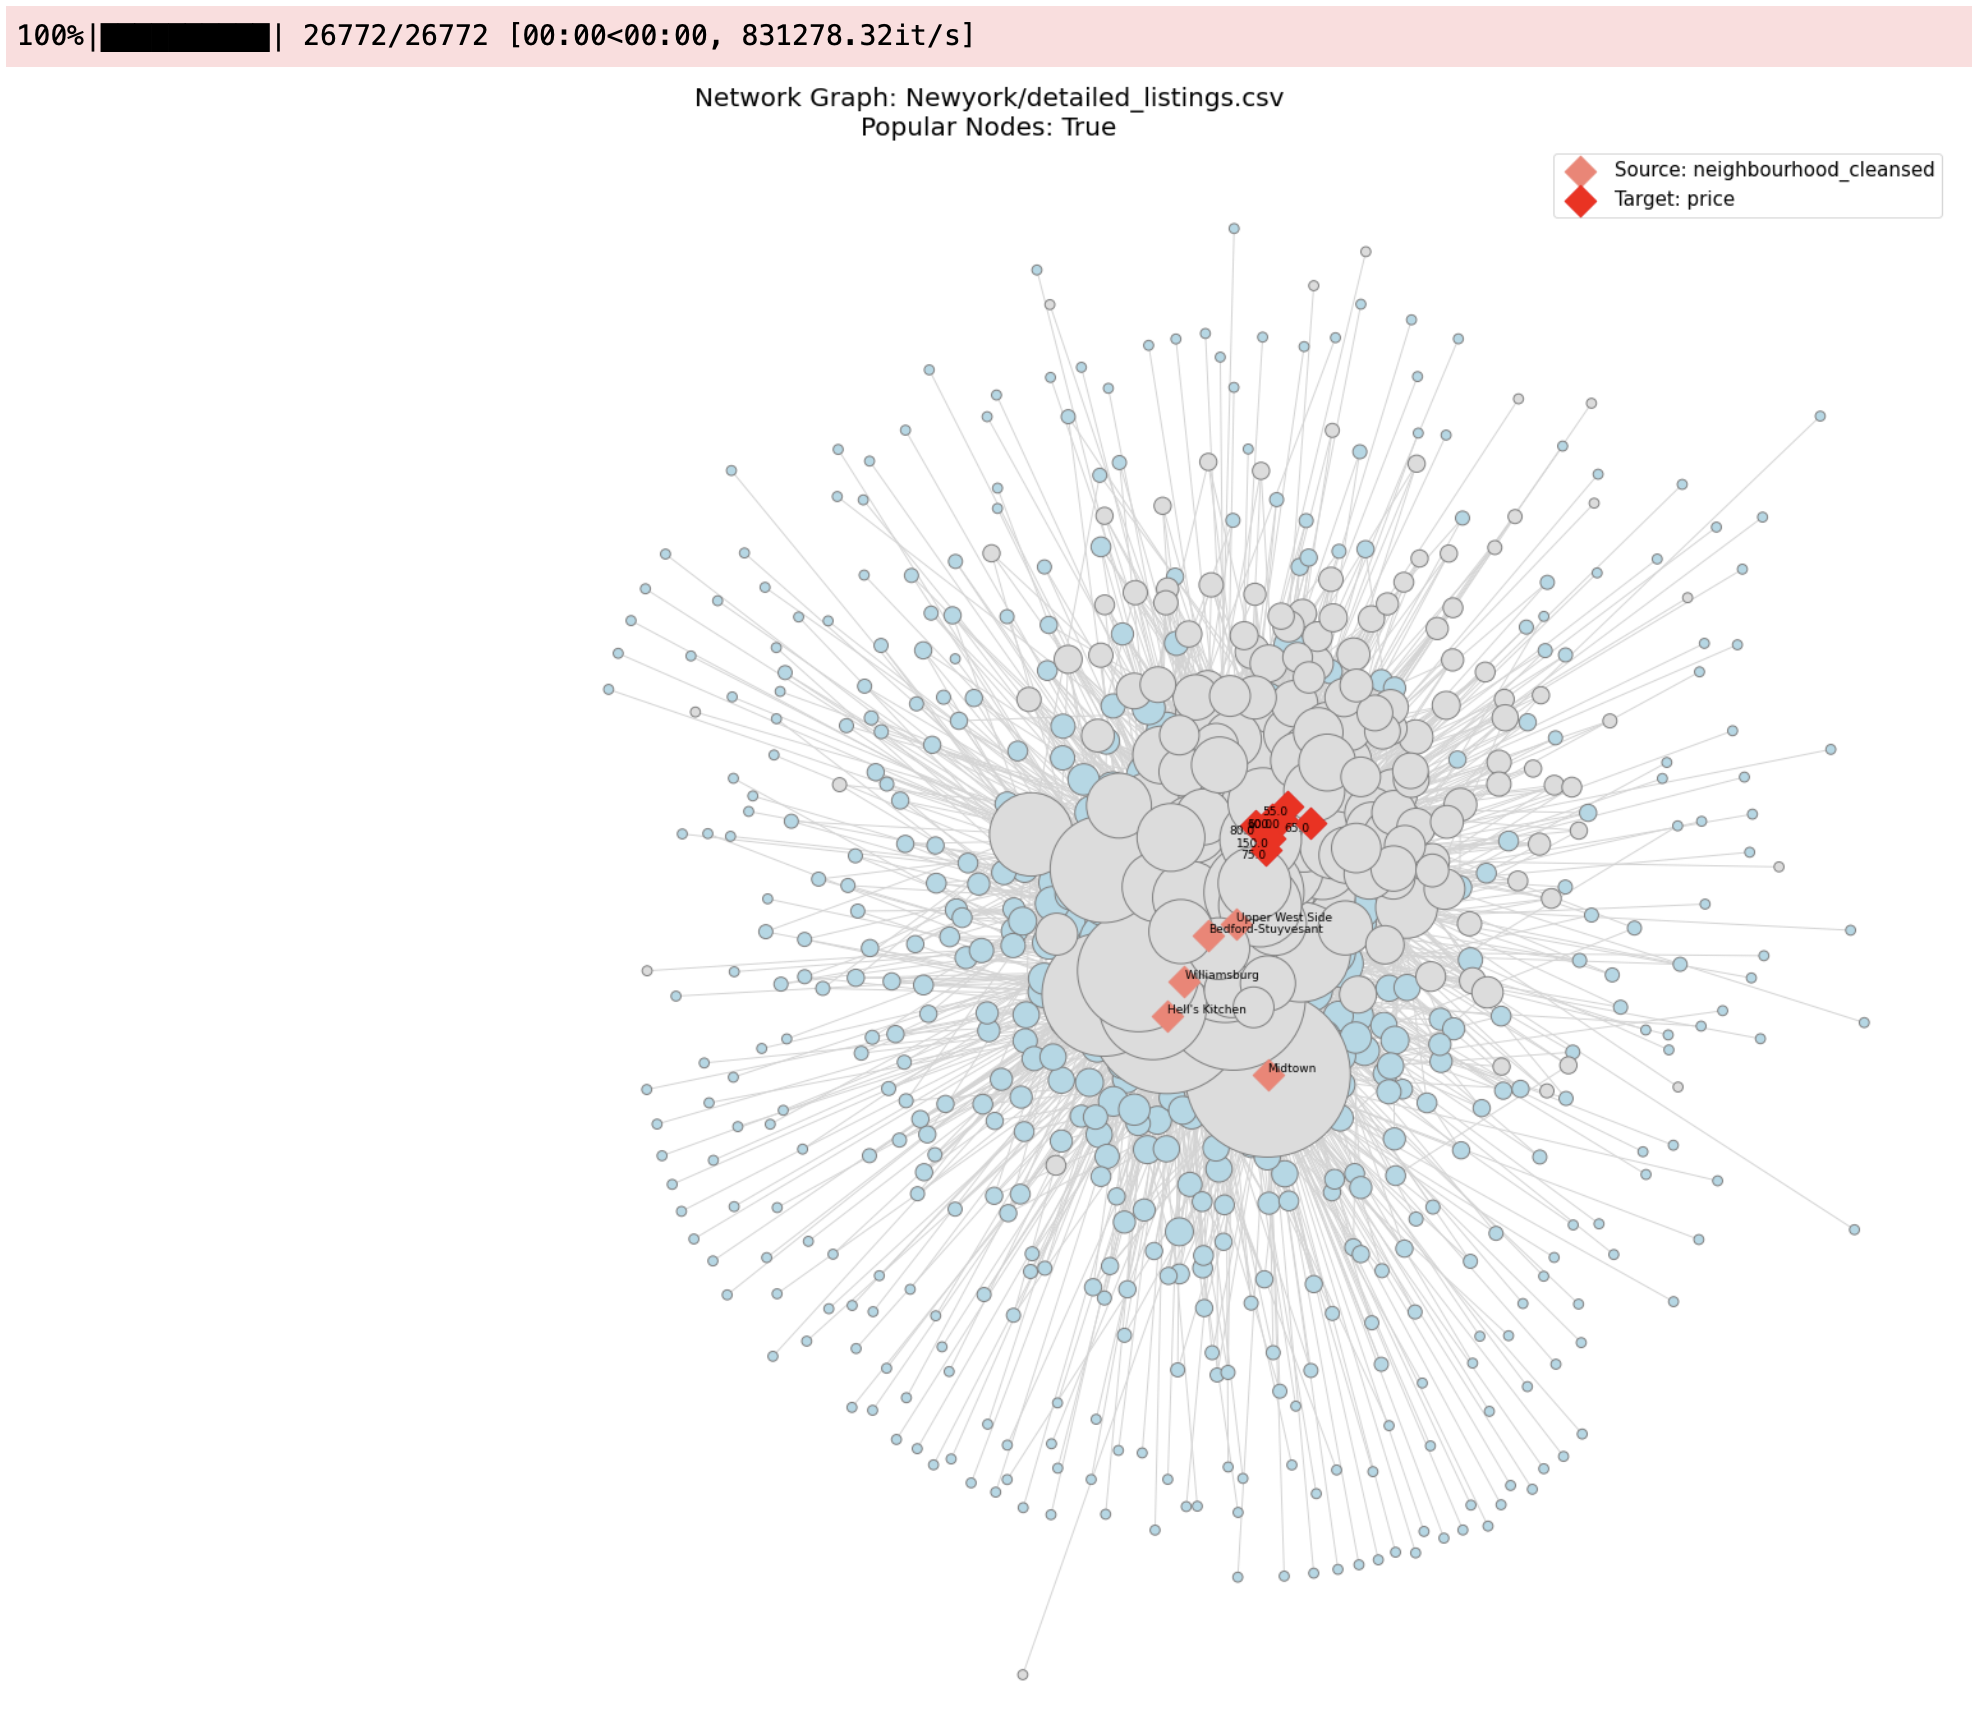 100%|██████████| 26772/26772 [00:00<00:00, 831278.32it/s]
Network Graph: Newyork/detailed_listings.csv
Popular Nodes: True
Source: neighbourhood_cleansed
Target: price
55.0
65.0
80.0
150.0
75.0
Upper West Side
Bedford-Stuyvesant
Williamsburg
Hell's Kitchen
Midtown